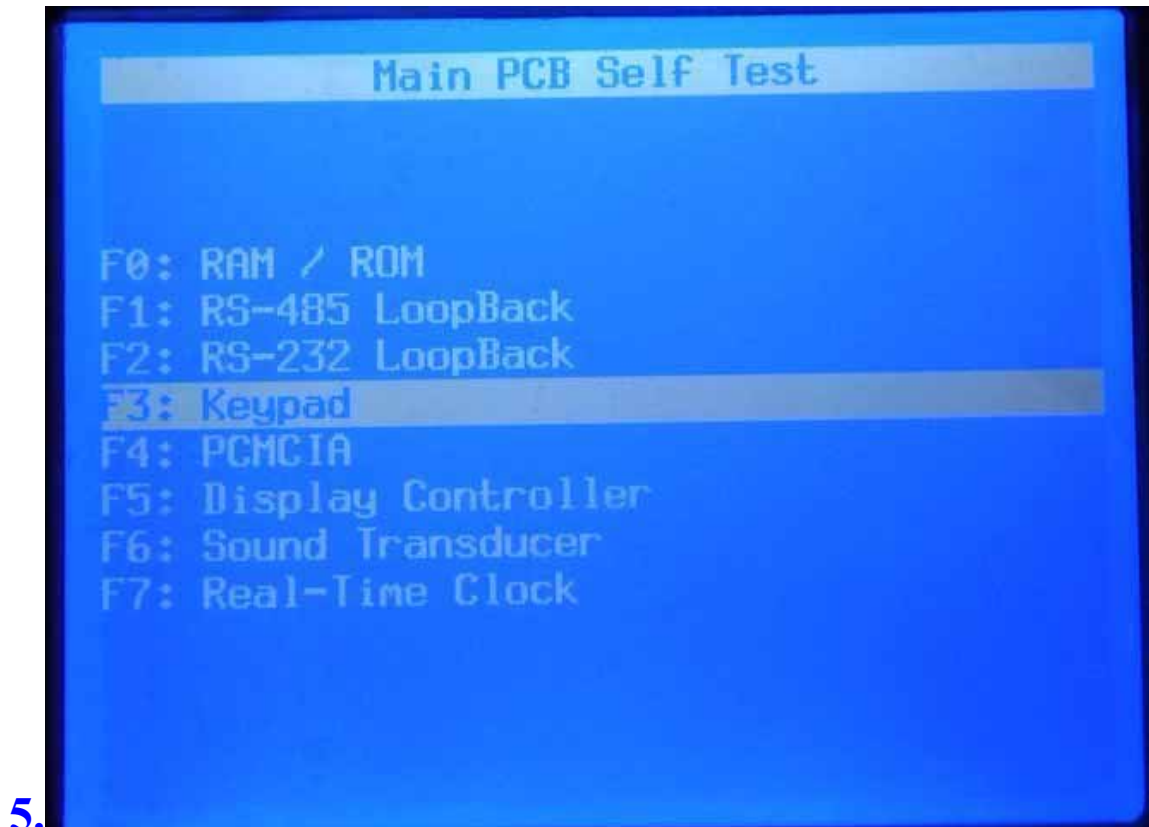 Main PCB Self Test
F0: RAM / ROM
F1: RS-485 LoopBack
F2: RS-232 LoopBack
F3: Keypad
F4: PCMCIA
F5: Display Controller
F6: Sound Transducer
F7: Real-Time Clock
5.